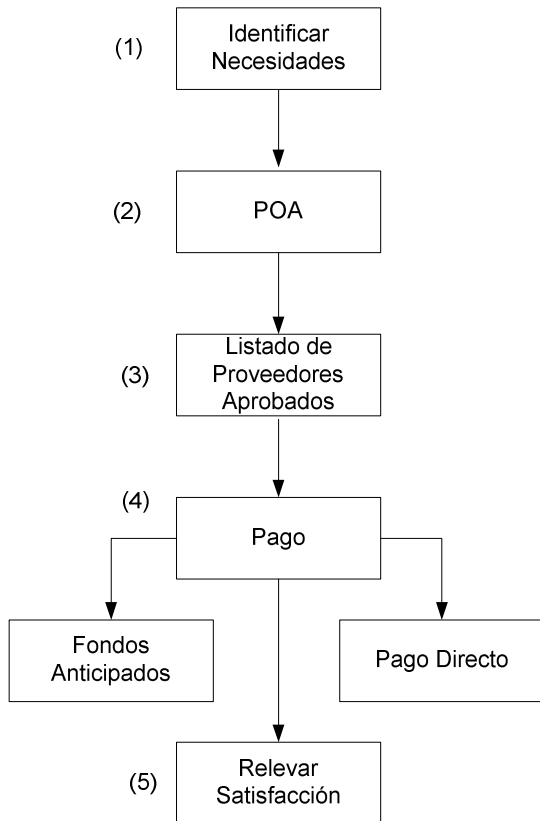 (1)
Identificar
Necesidades
(2)
POA
(3)
Listado de
Proveedores
Aprobados
(4)
Pago
Fondos
Anticipados
Pago Directo
(5)
Relevar
Satisfacción